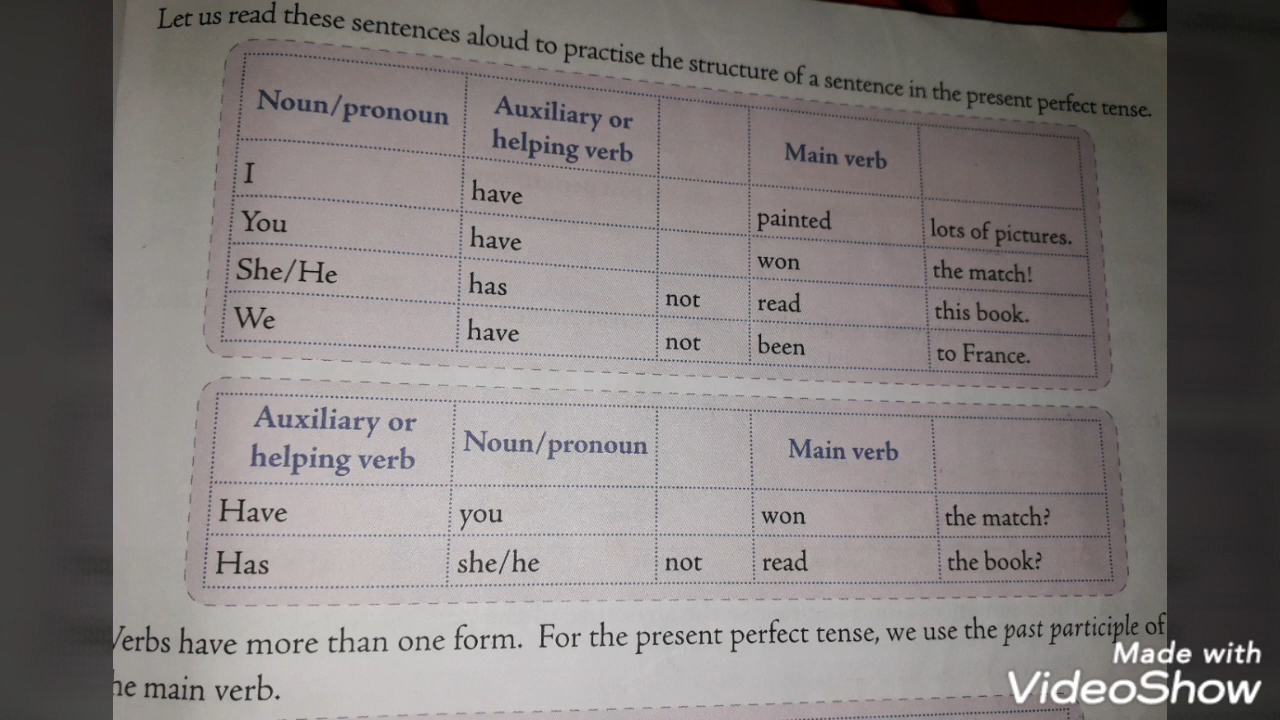 Let us read these sentences aloud to practise the structure of a sentence in the present perfect tense.
Noun/pronoun Auxiliary or helping verb Main verb
I have painted lots of pictures.
You have won the match!
She/He has not read this book.
We have not been to France.
Auxiliary or helping verb Noun/pronoun Main verb
Have you won the match?
Has she/he not read the book?
Verbs have more than one form. For the present perfect tense, we use the past participle of
he main verb.
Made with
VideoShow